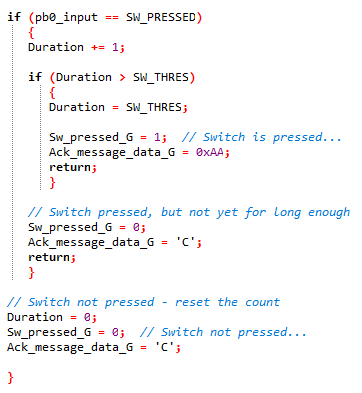 if (pb0_input == SW_PRESSED)
{
Duration += 1;
if (Duration > SW_THRES)
{
Duration = SW_THRES;
Sw_pressed_G = 1; // Switch is pressed...
Ack_message_data_G = 0xAA;
return;
}
// Switch pressed, but not yet for long enough
Sw_pressed_G = 0;
Ack_message_data_G = 'C';
return;
}
// Switch not pressed - reset the count
Duration = 0;
Sw_pressed_G = 0; // Switch not pressed...
Ack_message_data_G = 'C';
}